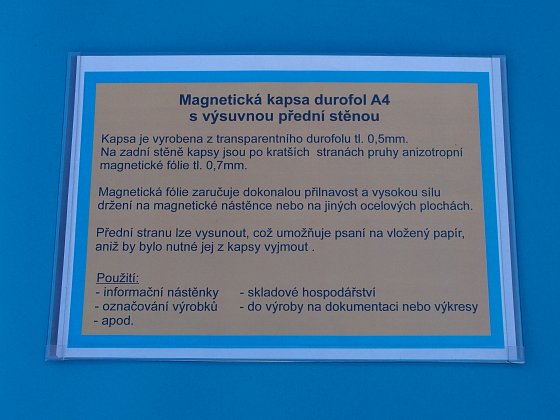 Magnetická kapsa durofol A4
s výsuvnou přední stěnou
Kapsa je vyrobena z transparentního durofolu tl. 0,5mm.
Na zadní stěně kapsy jsou po kratších stranách pruhy anizotropní
magnetické fólie tl. 0,7mm.
Magnetická fólie zaručuje dokonalou přilnavost a vysokou sílu
držení na magnetické nástěnce nebo na jiných ocelových plochách.
Přední stranu lze vysunout, což umožňuje psaní na vložený papír,
aniž by bylo nutné jej z kapsy vyjmout .
Použití:
- informační nástěnky - skladové hospodářství
- označování výrobků - do výroby na dokumentaci nebo výkresy
- apod.